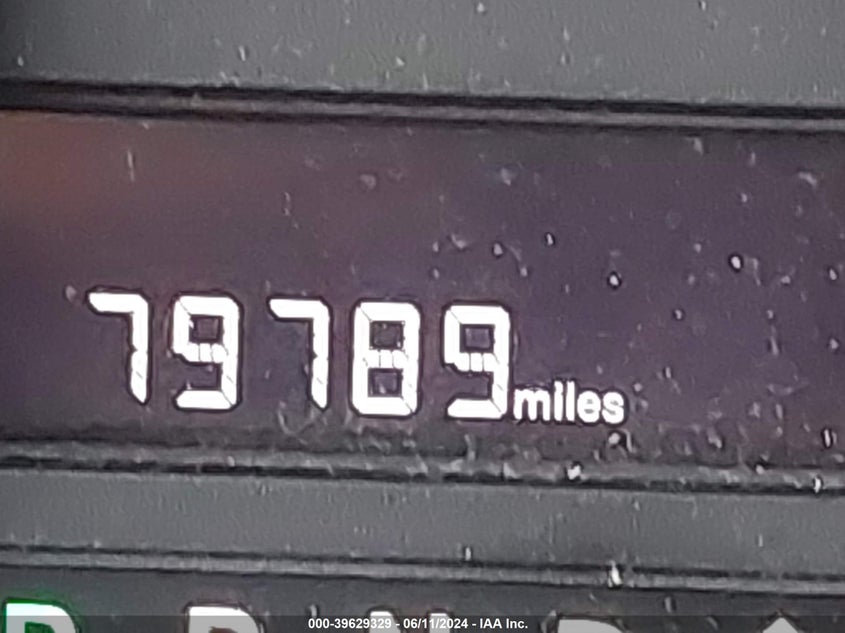 79789 miles
P R N D
000-39629329 - 06/11/2024 - IAA Inc.